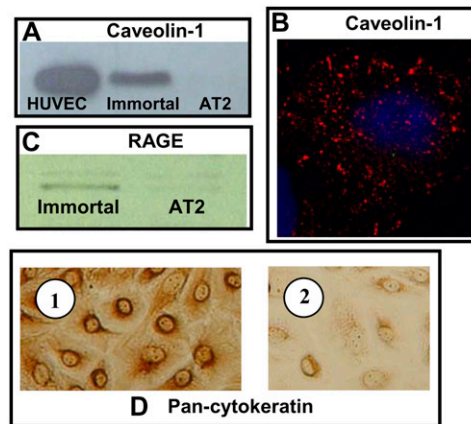 A Caveolin-1
HUVEC Immortal AT2
B Caveolin-1
C RAGE
Immortal AT2
1 2
D Pan-cytokeratin